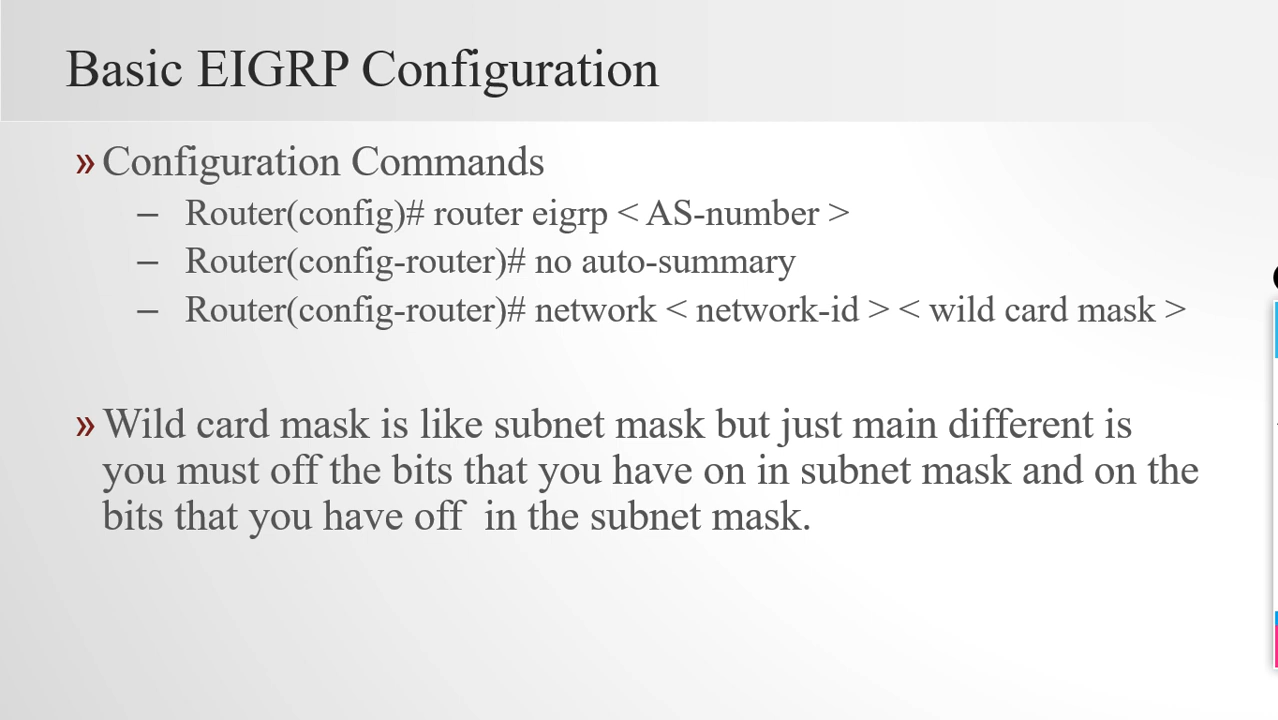 Basic EIGRP Configuration
» Configuration Commands
– Router(config)# router eigrp < AS-number >
– Router(config-router)# no auto-summary
– Router(config-router)# network < network-id > < wild card mask >
» Wild card mask is like subnet mask but just main different is
you must off the bits that you have on in subnet mask and on the
bits that you have off  in the subnet mask.